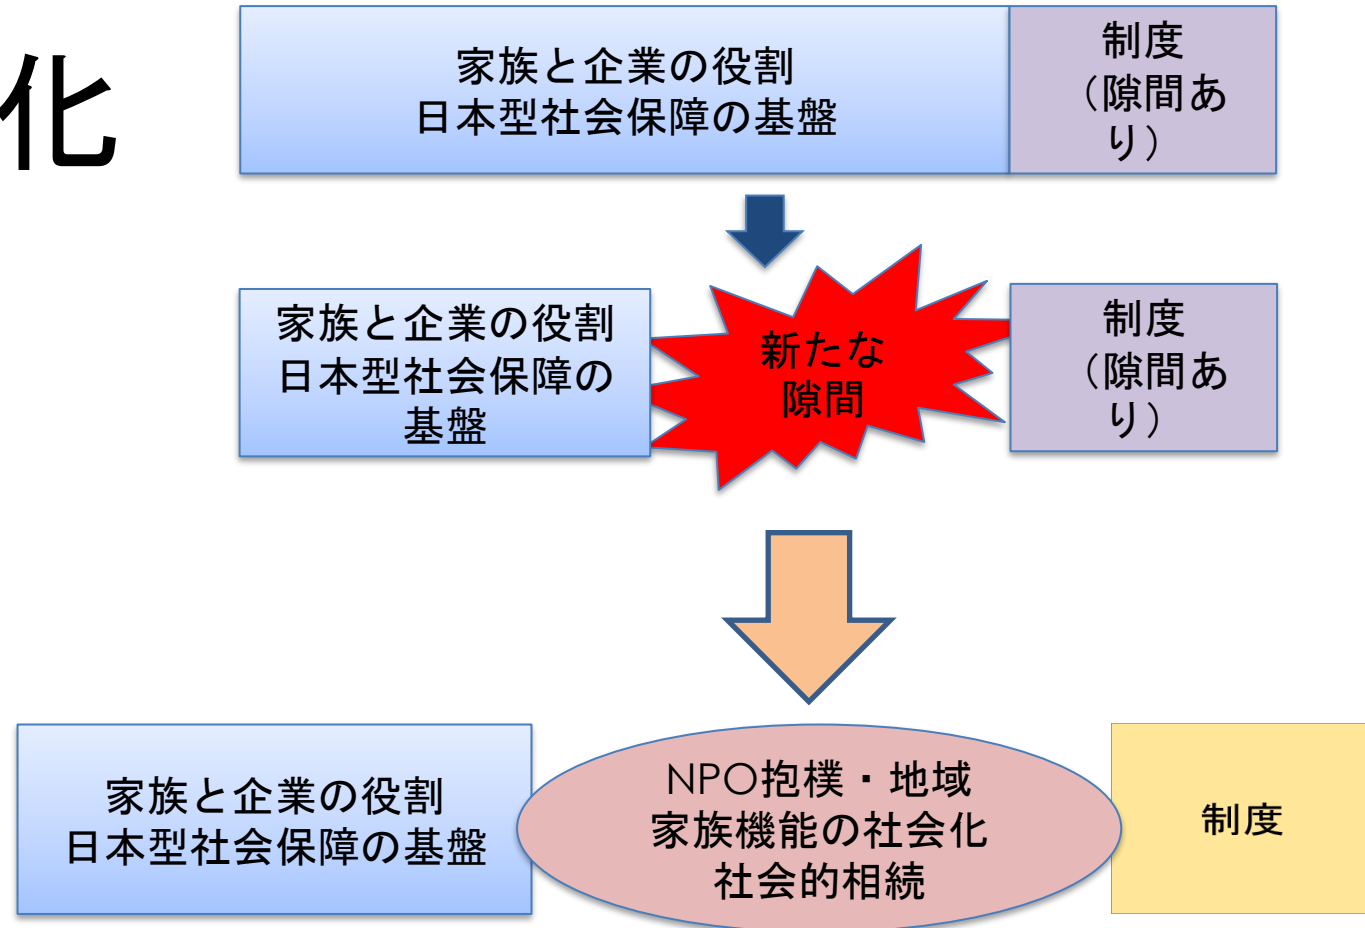 化
家族と企業の役割
日本型社会保障の基盤
制度
（隙間あ
り）
家族と企業の役割
日本型社会保障の
基盤
新たな
隙間
制度
（隙間あ
り）
家族と企業の役割
日本型社会保障の基盤
NPO抱樸・地域
家族機能の社会化
社会的相続
制度